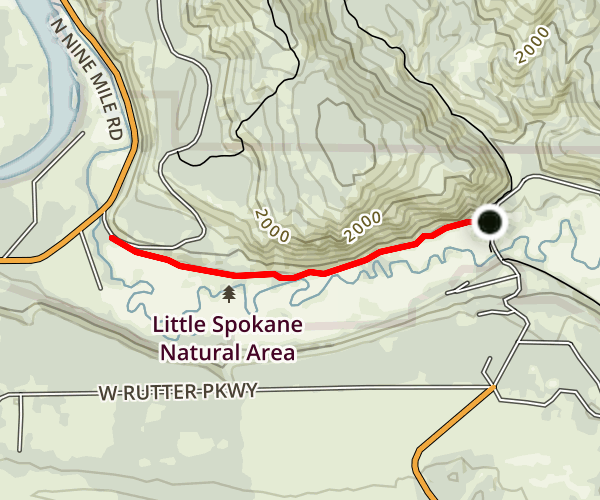 N NINE MILE RD
2000
2000
2000
Little Spokane
Natural Area
W RUTTER PKWY